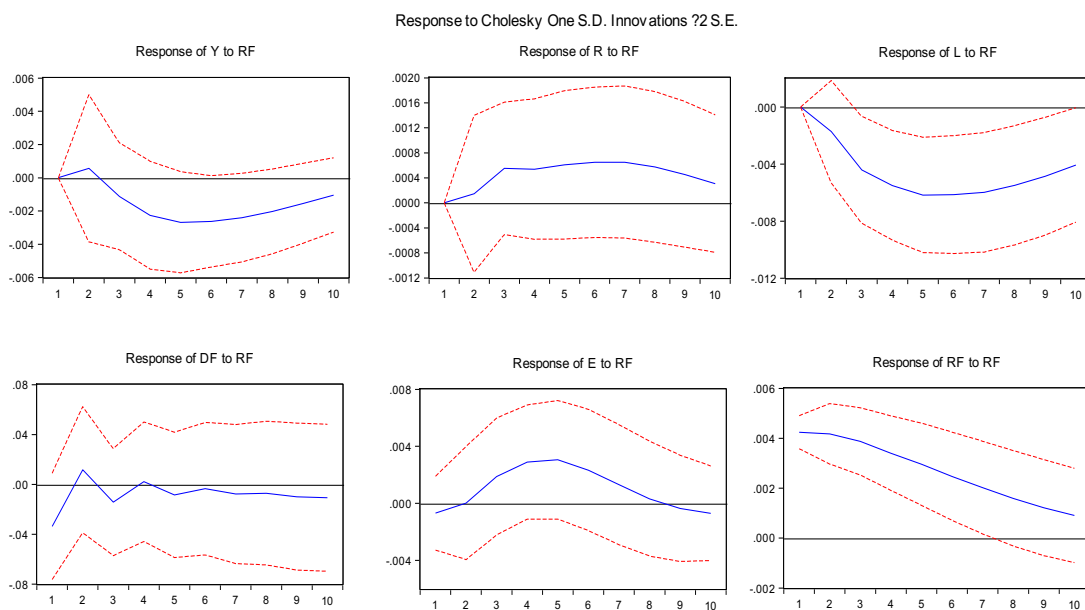 Response to Cholesky One S.D. Innovations ?2 S.E.
Response of Y to RF
.006
.004
.002
.000
-.002
-.004
-.006
1 2 3 4 5 6 7 8 9 10
Response of R to RF
.0020
.0016
.0012
.0008
.0004
.0000
-.0004
-.0008
-.0012
1 2 3 4 5 6 7 8 9 10
Response of L to RF
.000
-.004
-.008
-.012
1 2 3 4 5 6 7 8 9 10
Response of DF to RF
.08
.04
.00
-.04
-.08
1 2 3 4 5 6 7 8 9 10
Response of E to RF
.008
.004
.000
-.004
1 2 3 4 5 6 7 8 9 10
Response of RF to RF
.006
.004
.002
.000
-.002
1 2 3 4 5 6 7 8 9 10